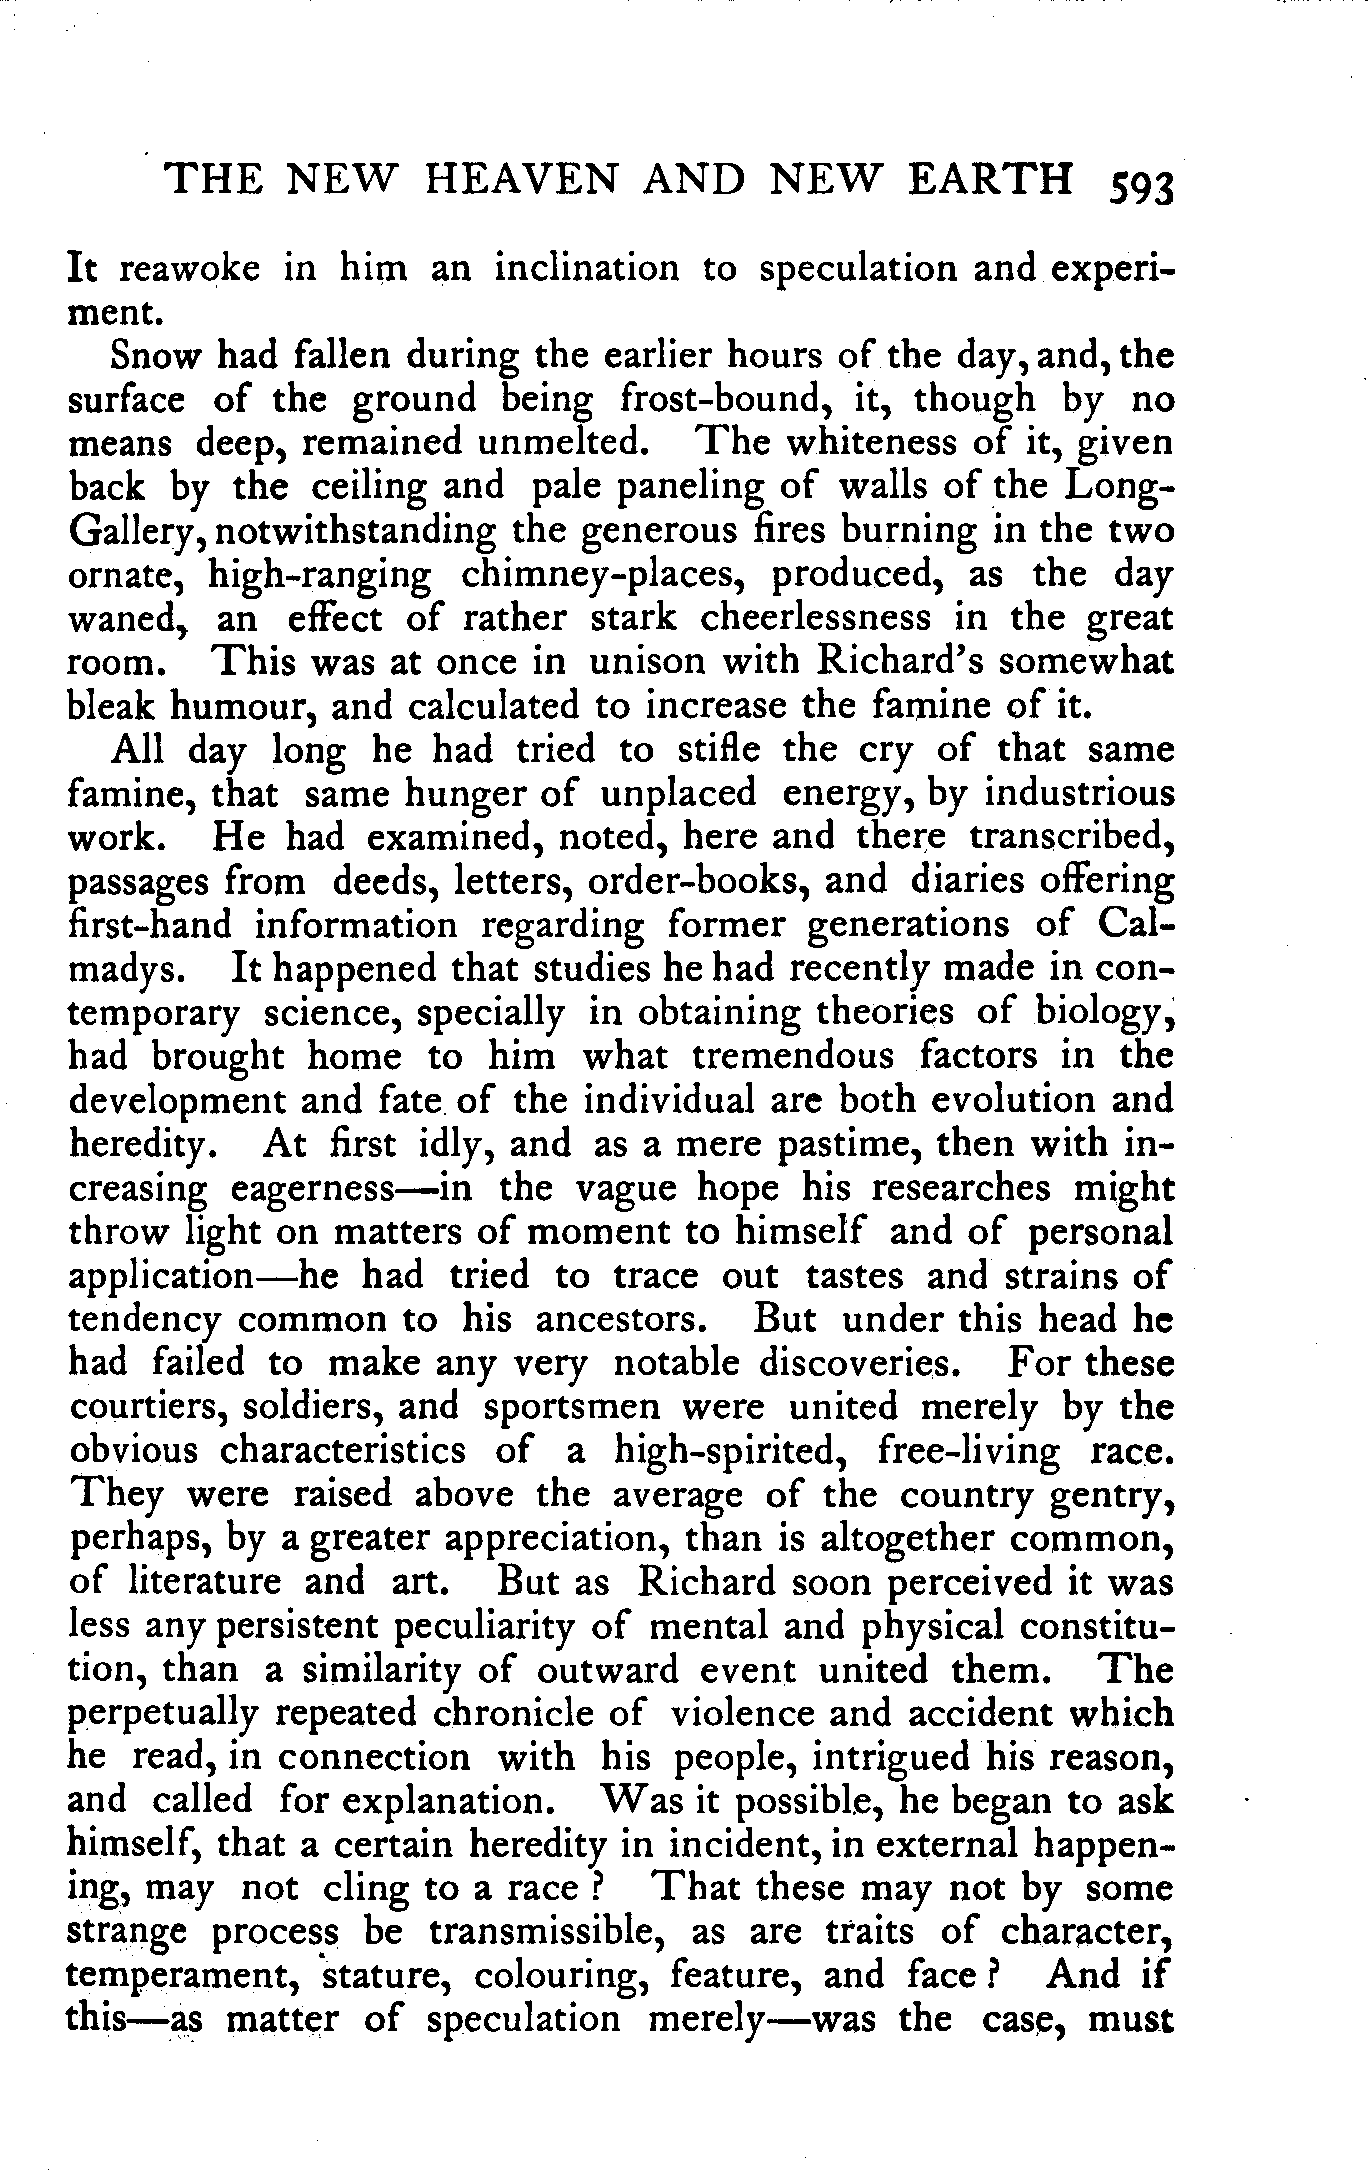 THE NEW HEAVEN AND NEW EARTH 593
It reawoke in him an inclination to speculation and experi-
ment.
Snow had fallen during the earlier hours of the day, and, the
surface of the ground being frost-bound, it, though by no
means deep, remained unmelted. The whiteness of it, given
back by the ceiling and pale paneling of walls of the Long-
Gallery, notwithstanding the generous fires burning in the two
ornate, high-ranging chimney-places, produced, as the day
waned, an effect of rather stark cheerlessness in the great
room. This was at once in unison with Richard's somewhat
bleak humour, and calculated to increase the famine of it.
All day long he had tried to stifle the cry of that same
famine, that same hunger of unplaced energy, by industrious
work. He had examined, noted, here and there transcribed,
passages from deeds, letters, order-books, and diaries offering
first-hand information regarding former generations of Cal-
madys. It happened that studies he had recently made in con-
temporary science, specially in obtaining theories of biology,
had brought home to him what tremendous factors in the
development and fate of the individual are both evolution and
heredity. At first idly, and as a mere pastime, then with in-
creasing eagerness—in the vague hope his researches might
throw light on matters of moment to himself and of personal
application—he had tried to trace out tastes and strains of
tendency common to his ancestors. But under this head he
had failed to make any very notable discoveries. For these
courtiers, soldiers, and sportsmen were united merely by the
obvious characteristics of a high-spirited, free-living race.
They were raised above the average of the country gentry,
perhaps, by a greater appreciation, than is altogether common,
of literature and art. But as Richard soon perceived it was
less any persistent peculiarity of mental and physical constitu-
tion, than a similarity of outward event united them. The
perpetually repeated chronicle of violence and accident which
he read, in connection with his people, intrigued his reason,
and called for explanation. Was it possible, he began to ask
himself, that a certain heredity in incident, in external happen-
ing, may not cling to a race? That these may not by some
strange process be transmissible, as are traits of character,
temperament, stature, colouring, feature, and face? And if
this—as matter of speculation merely—was the case, must